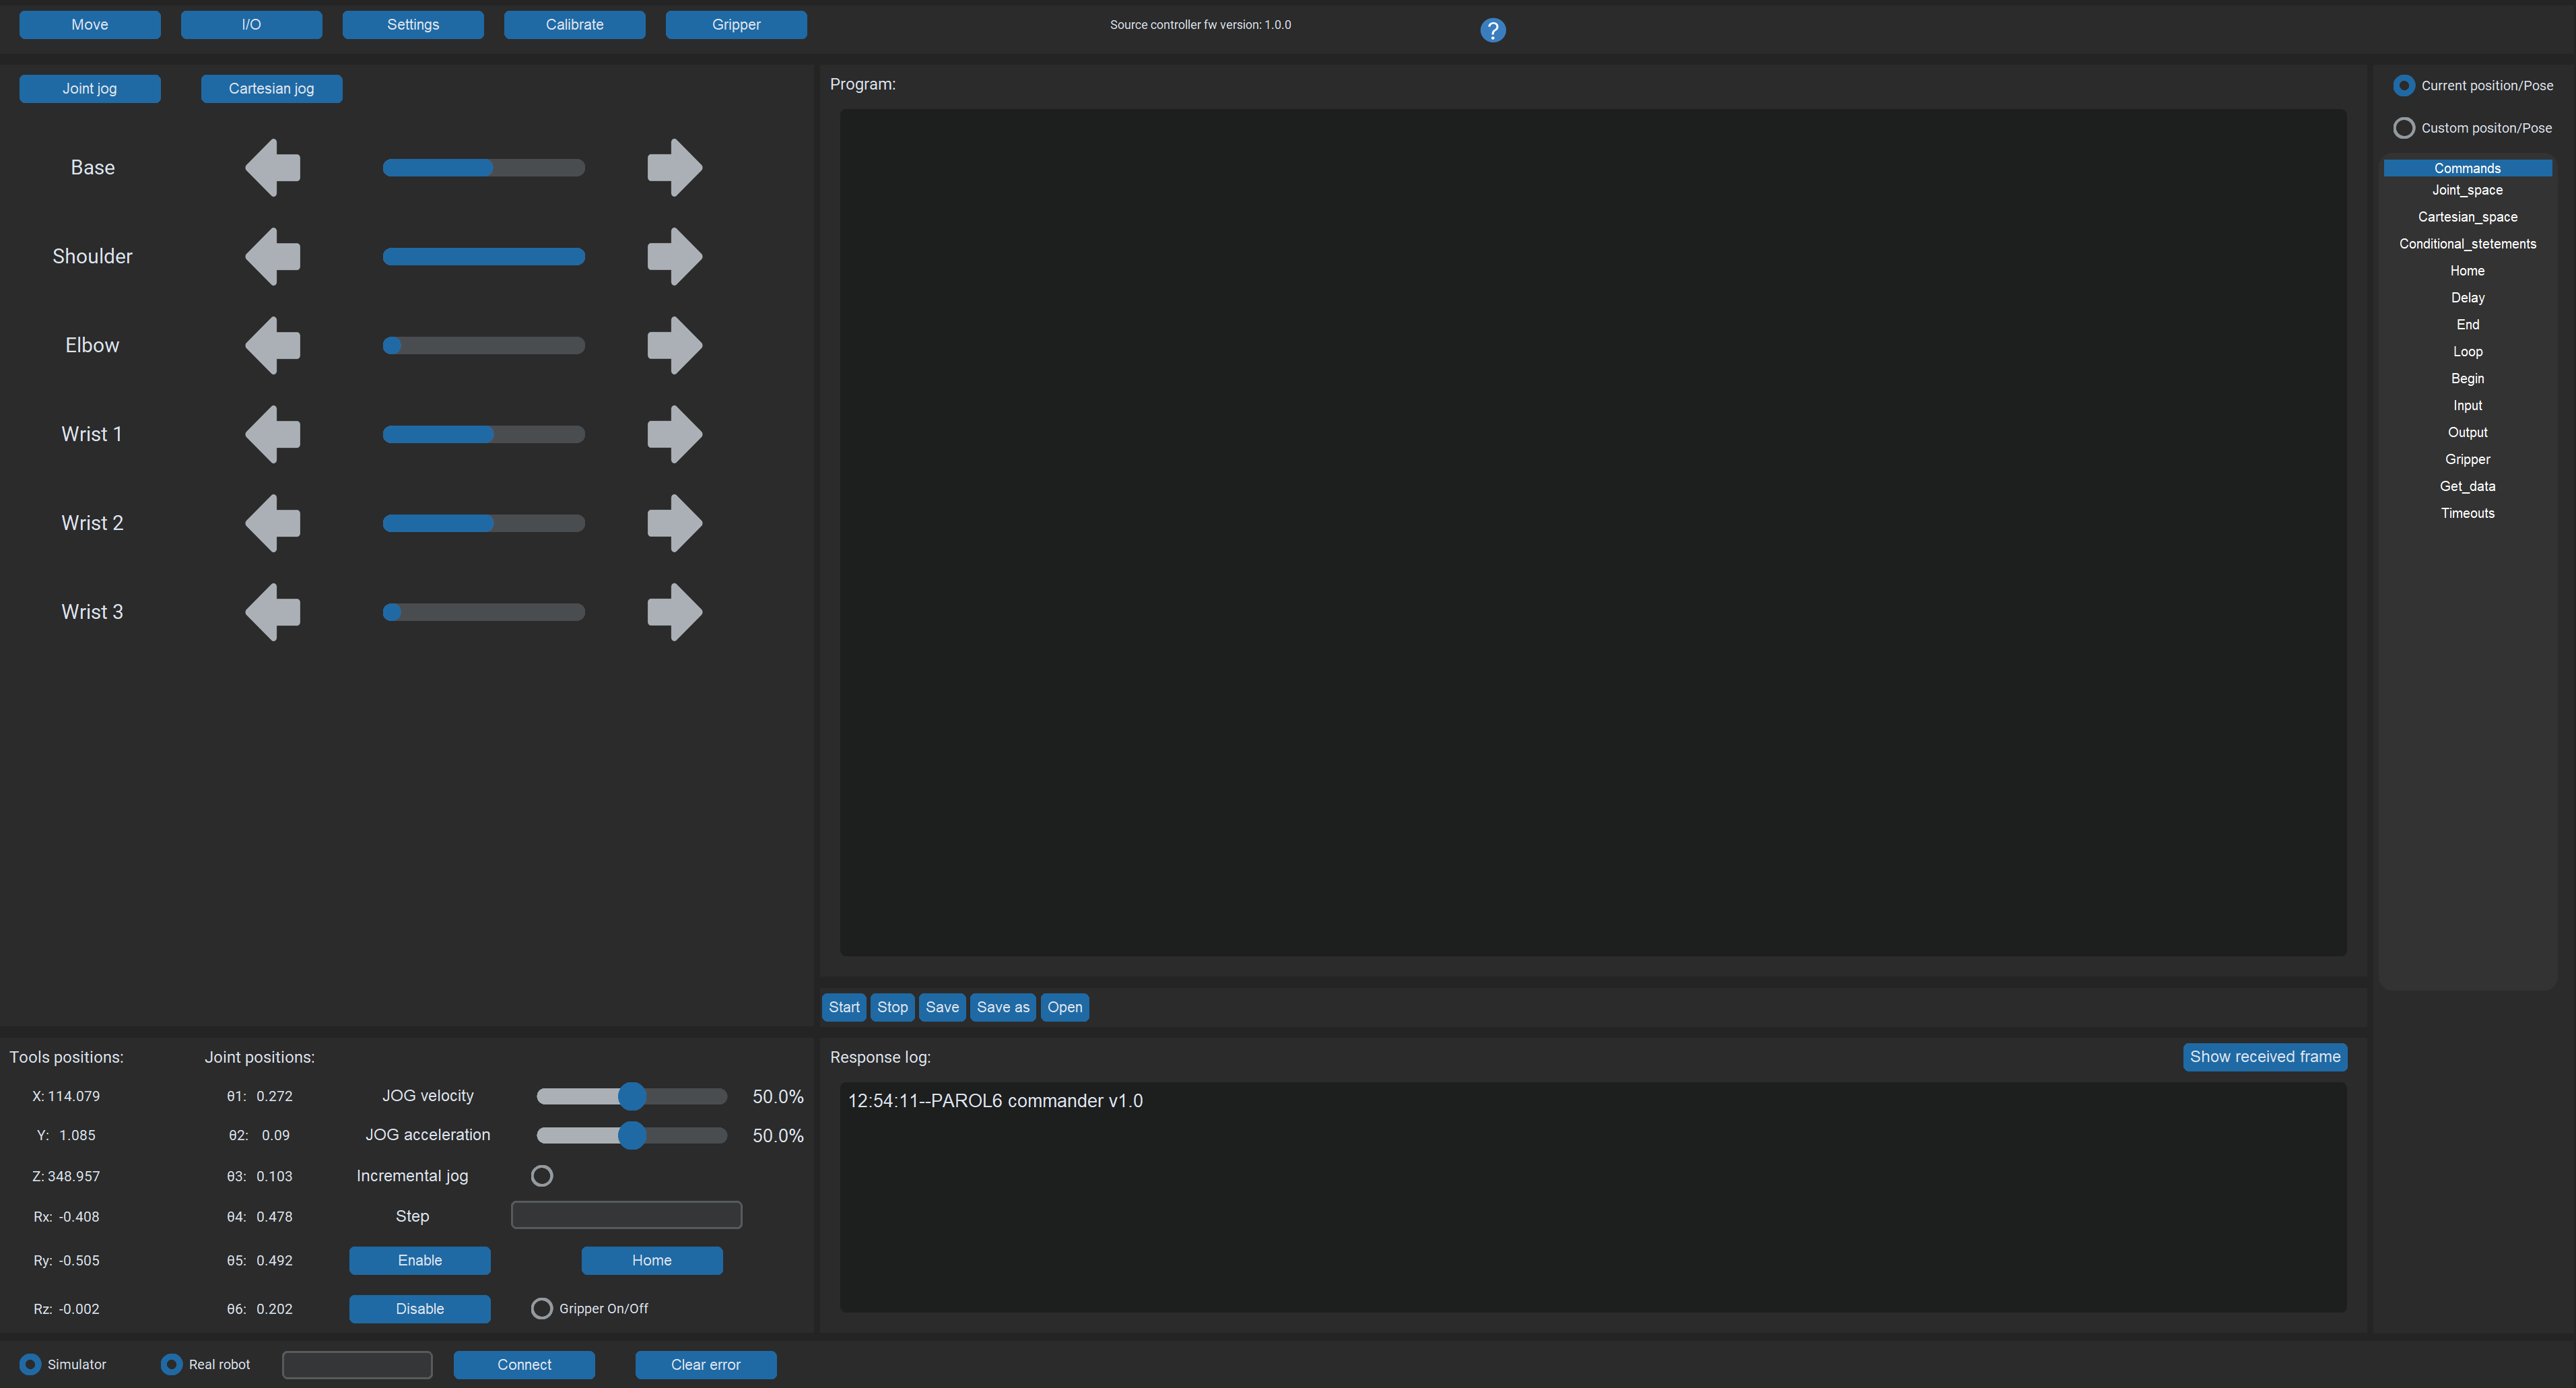 Move I/O Settings Calibrate Gripper Source controller fw version: 1.0.0 ?
Joint jog Cartesian jog
Base
Shoulder
Elbow
Wrist 1
Wrist 2
Wrist 3
Program:
Start Stop Save Save as Open
Current position/Pose
Custom positon/Pose
Commands
Joint_space
Cartesian_space
Conditional_stetements
Home
Delay
End
Loop
Begin
Input
Output
Gripper
Get_data
Timeouts
Tools positions: Joint positions:
X: 114.079 θ1: 0.272 JOG velocity 50.0%
Y: 1.085 θ2: 0.09 JOG acceleration 50.0%
Z: 348.957 θ3: 0.103 Incremental jog
Rx: -0.408 θ4: 0.478 Step
Ry: -0.505 θ5: 0.492 Enable Home
Rz: -0.002 θ6: 0.202 Disable Gripper On/Off
Response log: Show received frame
12:54:11--PAROL6 commander v1.0
Simulator Real robot Connect Clear error